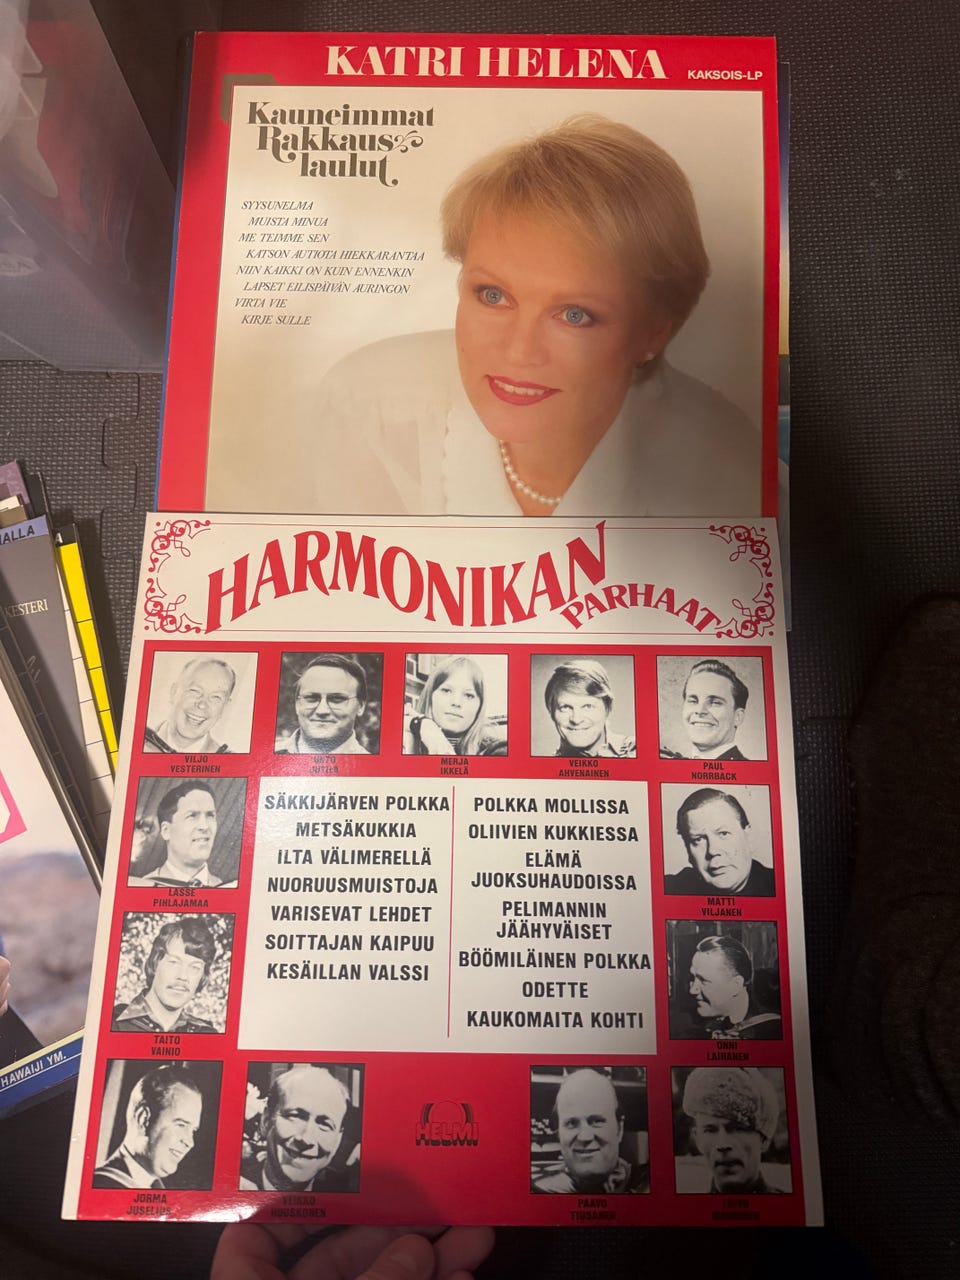 KATRI HELENA
KAKSOIS-LP
Kauneimmat
Rakkaus-
laulut
SYYSUNELMA
MUISTA MINUA
ME TEIMME SEN
KATSON AUTIOTA HIEKKARANTAA
NIIN KAIKKI ON KUIN ENNENKIN
LAPSET EILISPÄIVÄN AURINGON
VIRTA VIE
KIRJE SULLE
HARMONIKAN
PARHAAT
VILJO
VESTERINEN
UNTO
JUTILA
MERJA
IKKELÄ
VEIKKO
AHVENAINEN
PAUL
NORRBACK
LASSE
PIHLAJAMAA
MATTI
VILJANEN
TAITO
VAINIO
ONNI
LAIHANEN
JORMA
JUSELIUS
VEIKKO
HUUSKONEN
PAAVO
TIUSANEN
SÄKKIJÄRVEN POLKKA
METSÄKUKKIA
ILTA VÄLIMERELLÄ
NUORUUSMUISTOJA
VARISEVAT LEHDET
SOITTAJAN KAIPUU
KESÄILLAN VALSSI
POLKKA MOLLISSA
OLIIVIEN KUKKIESSA
ELÄMÄ
JUOKSUHAUDOISSA
PELIMANNIN
JÄÄHYVÄISET
BÖÖMILÄINEN POLKKA
ODETTE
KAUKOMAITA KOHTI
HELMI
HAWAIJI YM.